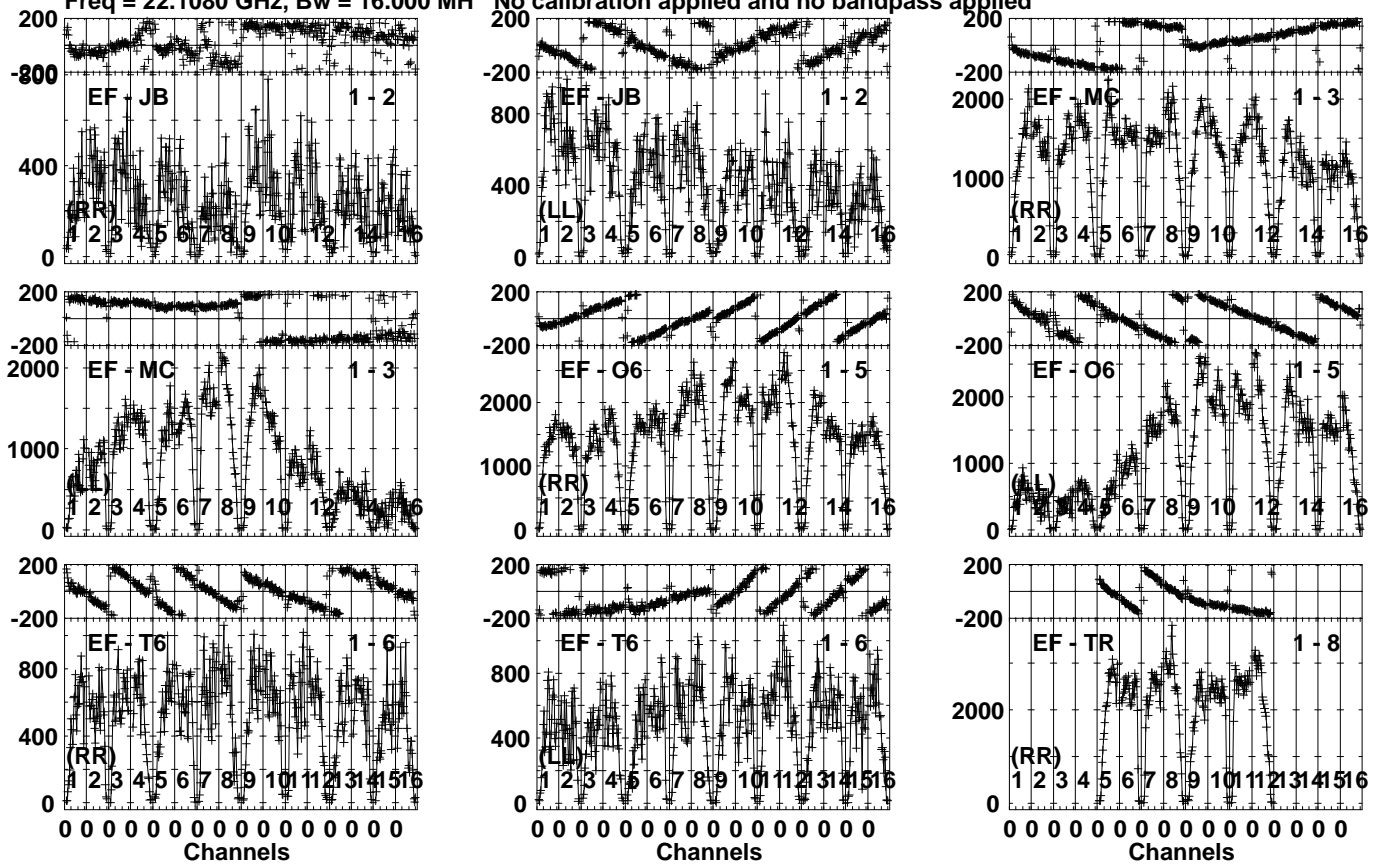 Freq = 22.1080 GHz, Bw = 16.000 MH No calibration applied and no bandpass applied
200
-200
800
400
0
EF - JB 1 - 2
(RR)
1 2 3 4 5 6 7 8 9 10 12 14 16
200
-200
800
400
0
EF - JB 1 - 2
(LL)
1 2 3 4 5 6 7 8 9 10 12 14 16
200
-200
2000
1000
0
EF - MC 1 - 3
(RR)
1 2 3 4 5 6 7 8 9 10 12 14 16
200
-200
2000
1000
0
EF - MC 1 - 3
(LL)
1 2 3 4 5 6 7 8 9 10 12 14 16
200
-200
2000
1000
0
EF - O6 1 - 5
(RR)
1 2 3 4 5 6 7 8 9 10 12 14 16
200
-200
2000
1000
0
EF - O6 1 - 5
(LL)
1 2 3 4 5 6 7 8 9 10 12 14 16
200
-200
800
400
0
EF - T6 1 - 6
(RR)
1 2 3 4 5 6 7 8 9 10 11 12 13 14 15 16
0 0 0 0 0 0 0 0 0 0 0 0 0 0 0 0
Channels
200
-200
800
400
0
EF - T6 1 - 6
(LL)
1 2 3 4 5 6 7 8 9 10 11 12 13 14 15 16
0 0 0 0 0 0 0 0 0 0 0 0 0 0 0 0
Channels
200
-200
2000
0
EF - TR 1 - 8
(RR)
1 2 3 4 5 6 7 8 9 10 11 12 13 14 15 16
0 0 0 0 0 0 0 0 0 0 0 0 0 0 0 0
Channels